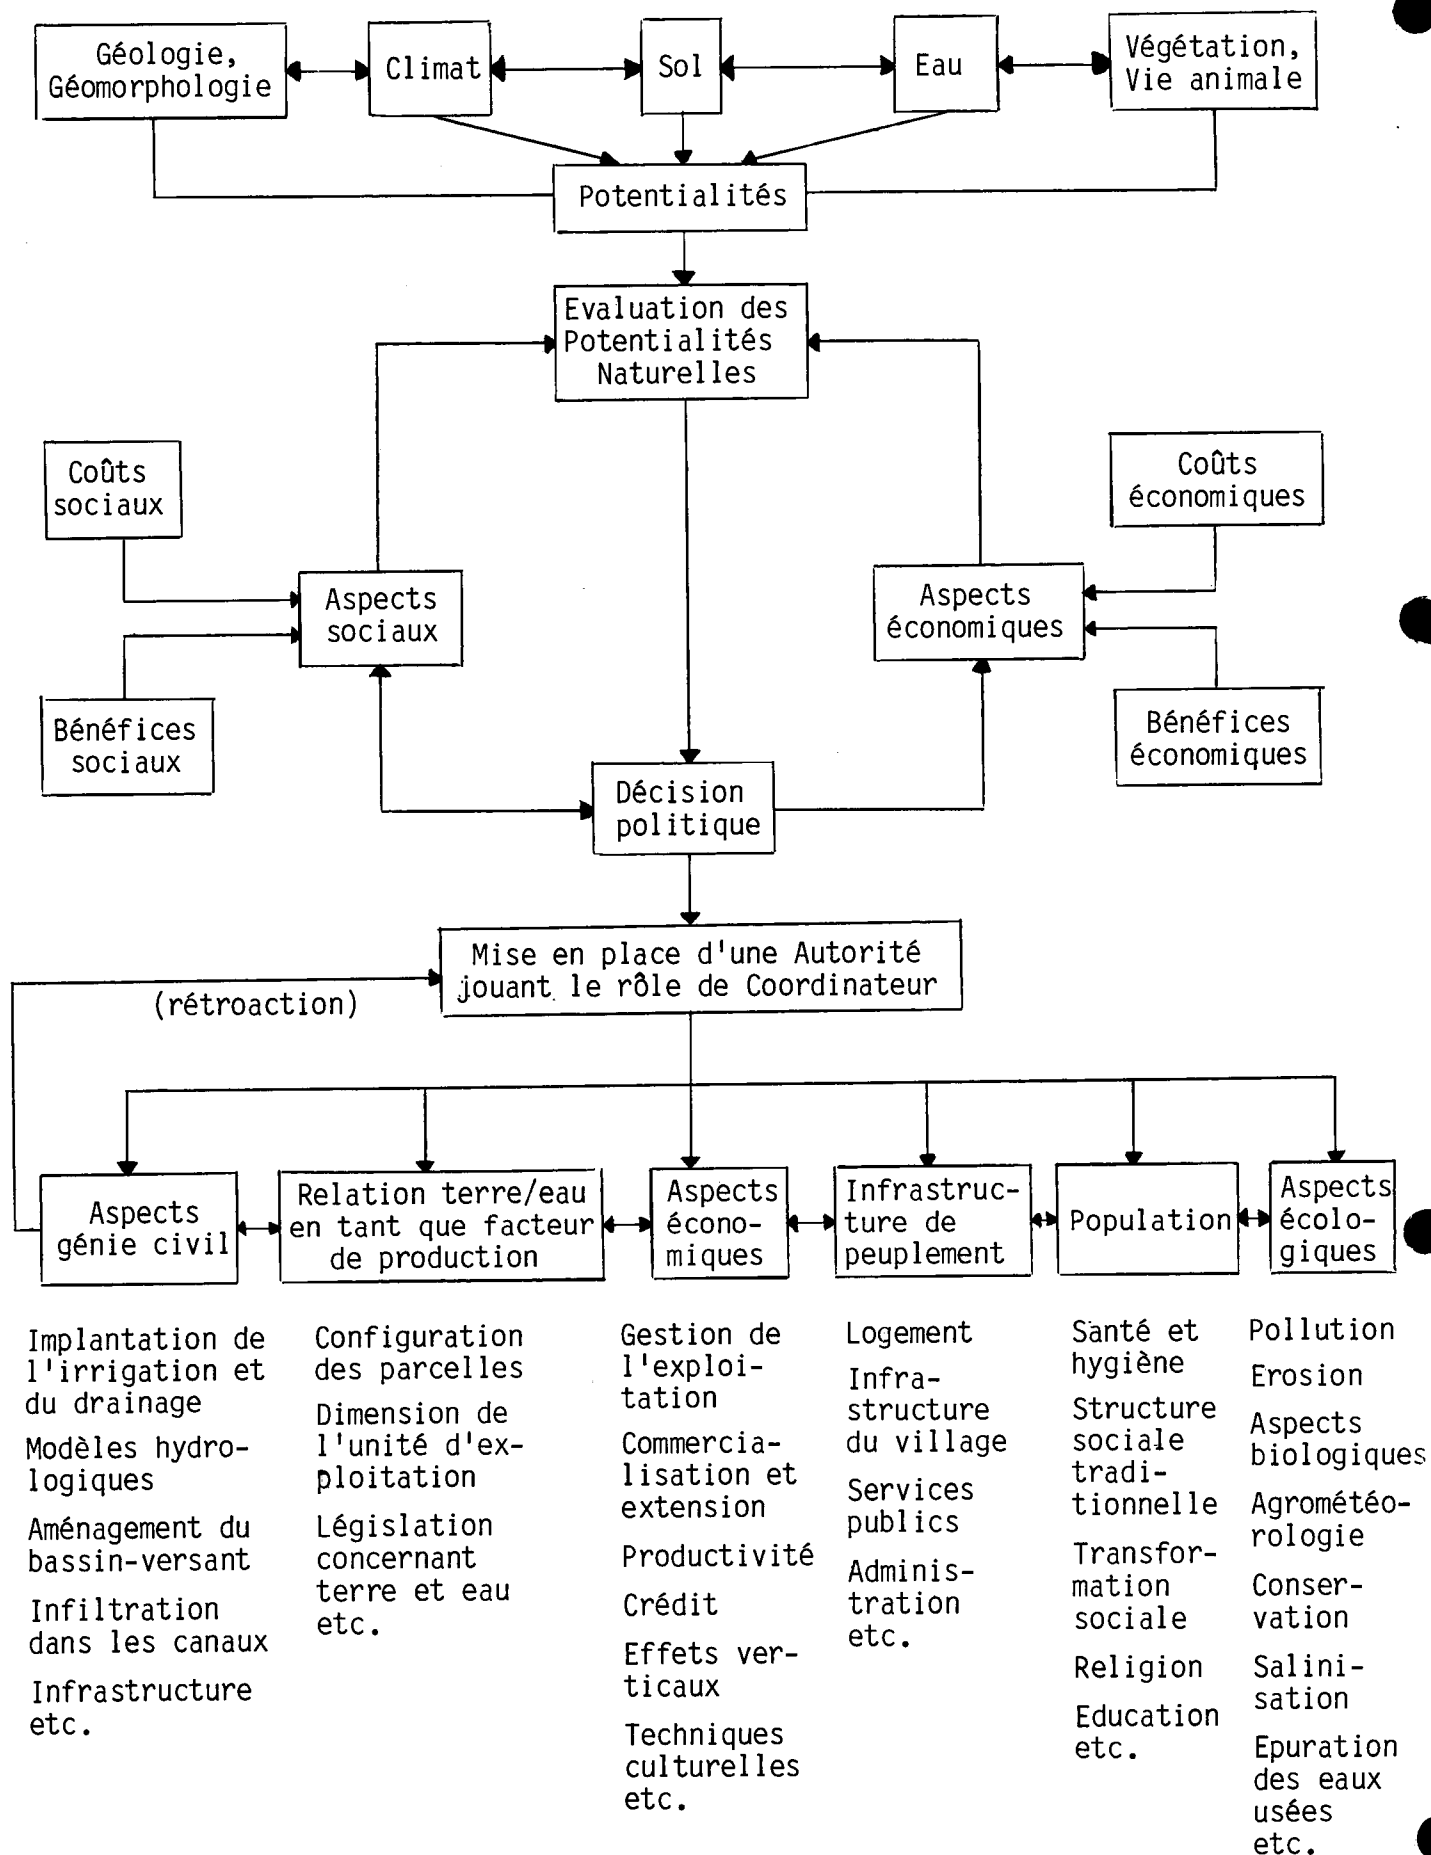 Géologie,
Géomorphologie
Climat
Sol
Eau
Végétation,
Vie animale
Potentialités
Evaluation des
Potentialités
Naturelles
Coûts
sociaux
Coûts
économiques
Aspects
sociaux
Aspects
économiques
Bénéfices
sociaux
Bénéfices
économiques
Décision
politique
Mise en place d'une Autorité
jouant le rôle de Coordinateur
(rétroaction)
Aspects
génie civil
Relation terre/eau
en tant que facteur
de production
Aspects
écono-
miques
Infrastruc-
ture de
peuplement
Population
Aspects
écolo-
giques
Implantation de
l'irrigation et
du drainage
Modèles hydro-
logiques
Aménagement du
bassin-versant
Infiltration
dans les canaux
Infrastructure
etc.
Configuration
des parcelles
Dimension de
l'unité d'ex-
ploitation
Législation
concernant
terre et eau
etc.
Gestion de
l'exploi-
tation
Commercia-
lisation et
extension
Productivité
Crédit
Effets ver-
ticaux
Techniques
culturelles
etc.
Logement
Infra-
structure
du village
Services
publics
Adminis-
tration
etc.
Santé et
hygiène
Structure
sociale
tradi-
tionnelle
Transfor-
mation
sociale
Religion
Education
etc.
Pollution
Erosion
Aspects
biologiques
Agrométéo-
rologie
Conser-
vation
Salini-
sation
Epuration
des eaux
usées
etc.